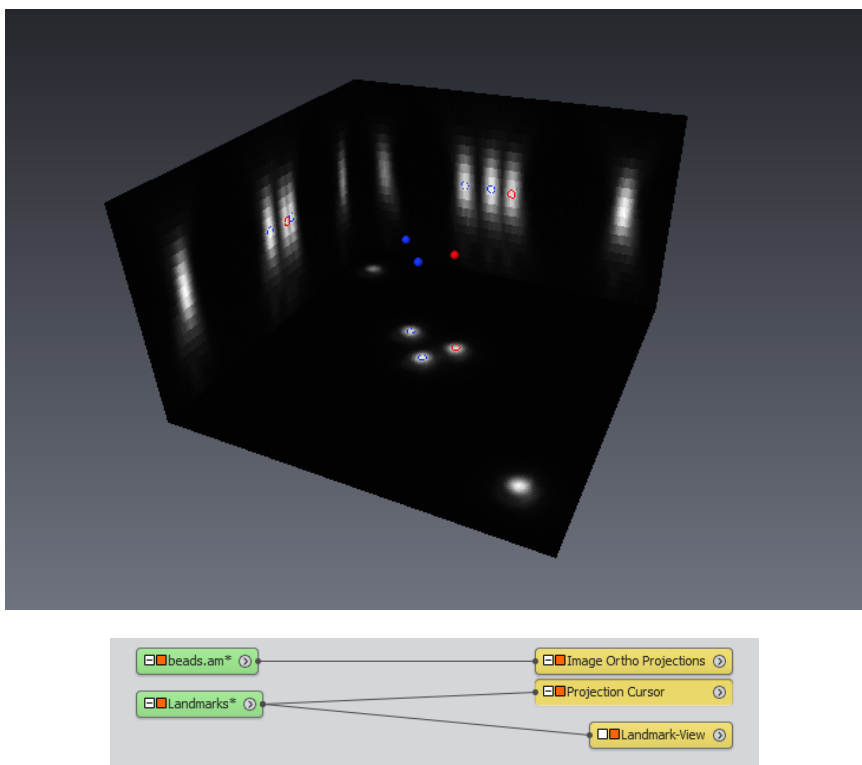 beads.am*
Image Ortho Projections
Landmarks*
Projection Cursor
Landmark-View